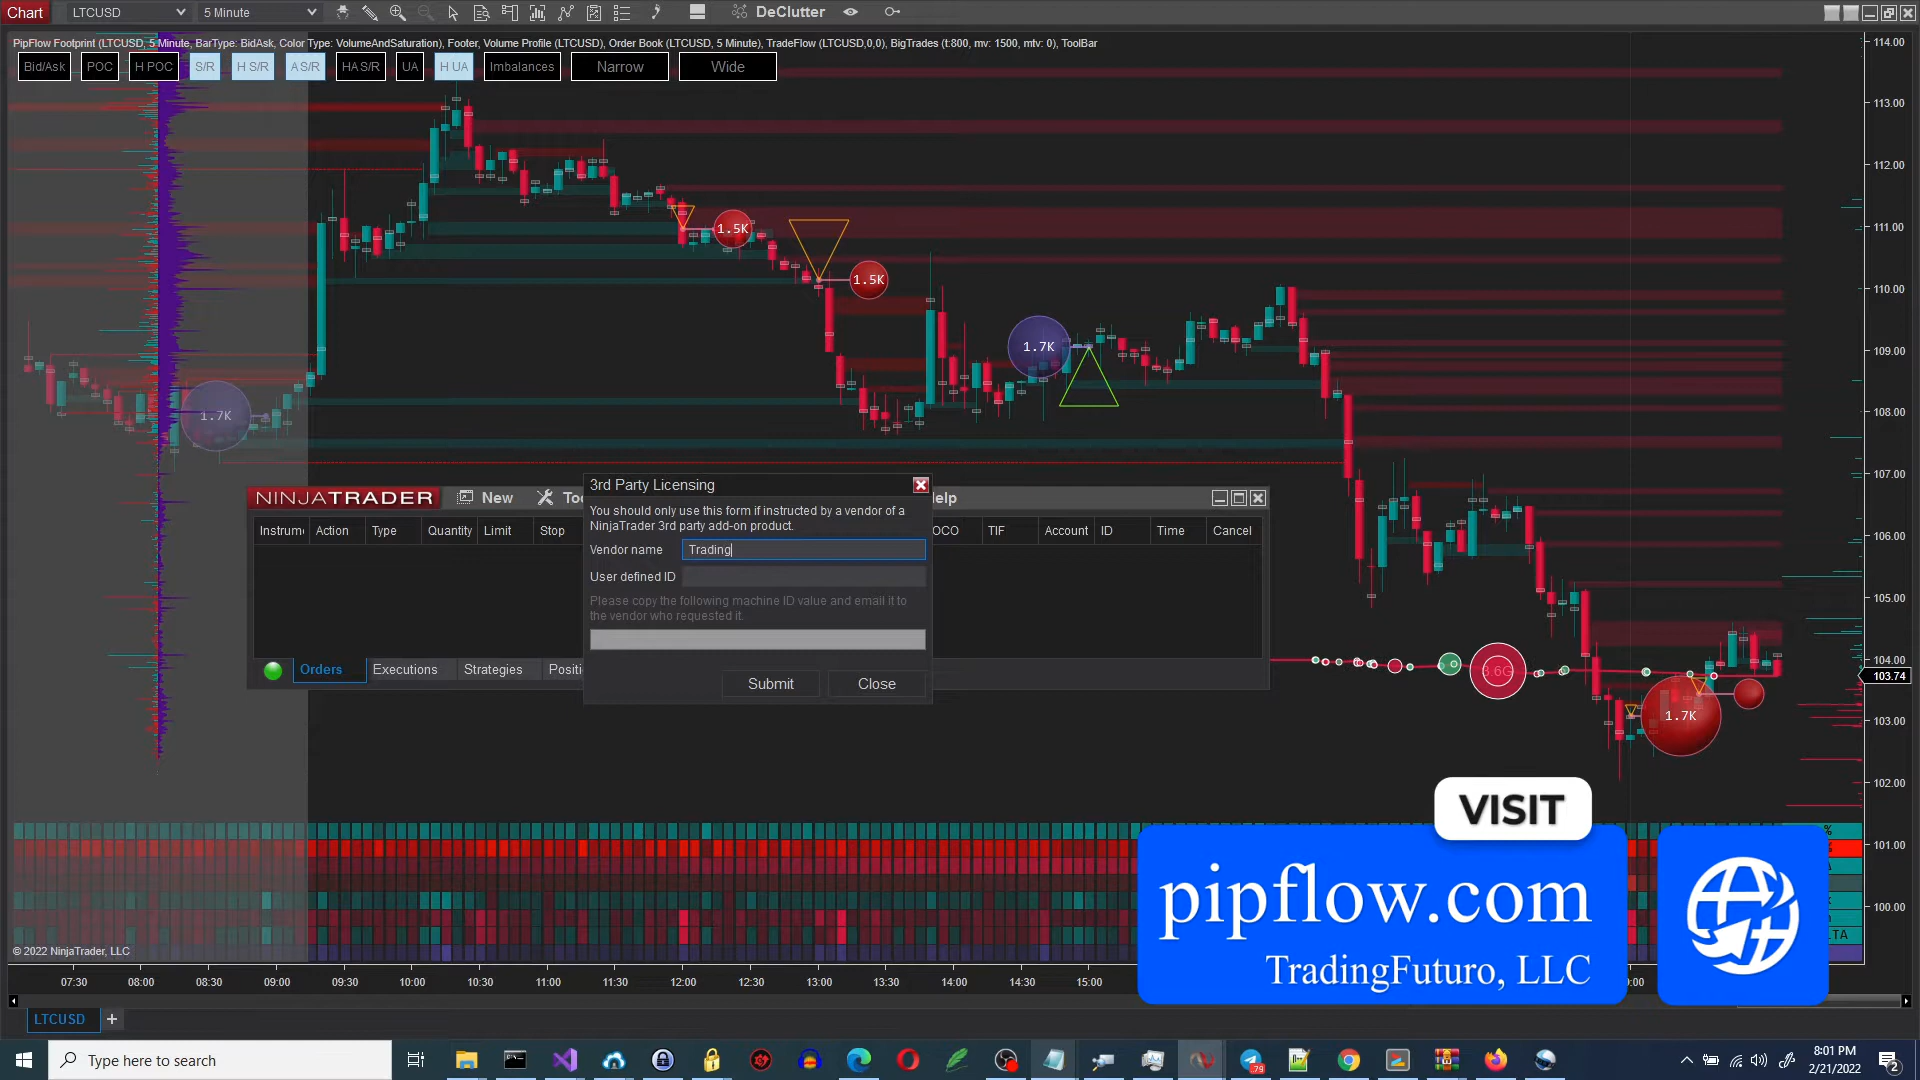 Chart LTCUSD 5 Minute DeClutter
PipFlow Footprint (LTCUSD, 5 Minute, BarType: BidAsk, Color Type: VolumeAndSaturation), Footer, Volume Profile (LTCUSD), Order Book (LTCUSD, 5 Minute), TradeFlow (LTCUSD,0,0), BigTrades (t:800, mv: 1500, mtv: 0), ToolBar
Bid/Ask POC H POC S/R H S/R A S/R HA S/R UA H UA Imbalances Narrow Wide
114.00
113.00
112.00
111.00
110.00
109.00
108.00
107.00
106.00
105.00
104.00
103.74
103.00
102.00
101.00
100.00
1.5K
1.5K
1.7K
1.7K
3.6G
1.7K
NINJATRADER New Too elp
Instrum Action Type Quantity Limit Stop OCO TIF Account ID Time Cancel
Orders Executions Strategies Positi
3rd Party Licensing
You should only use this form if instructed by a vendor of a
NinjaTrader 3rd party add-on product.
Vendor name Trading
User defined ID
Please copy the following machine ID value and email it to
the vendor who requested it.
Submit Close
VISIT
pipflow.com
TradingFuturo, LLC
%
LTA
© 2022 NinjaTrader, LLC
07:30 08:00 08:30 09:00 09:30 10:00 10:30 11:00 11:30 12:00 12:30 13:00 13:30 14:00 14:30 15:00
LTCUSD +
Type here to search
.79
8:01 PM
2/21/2022
2